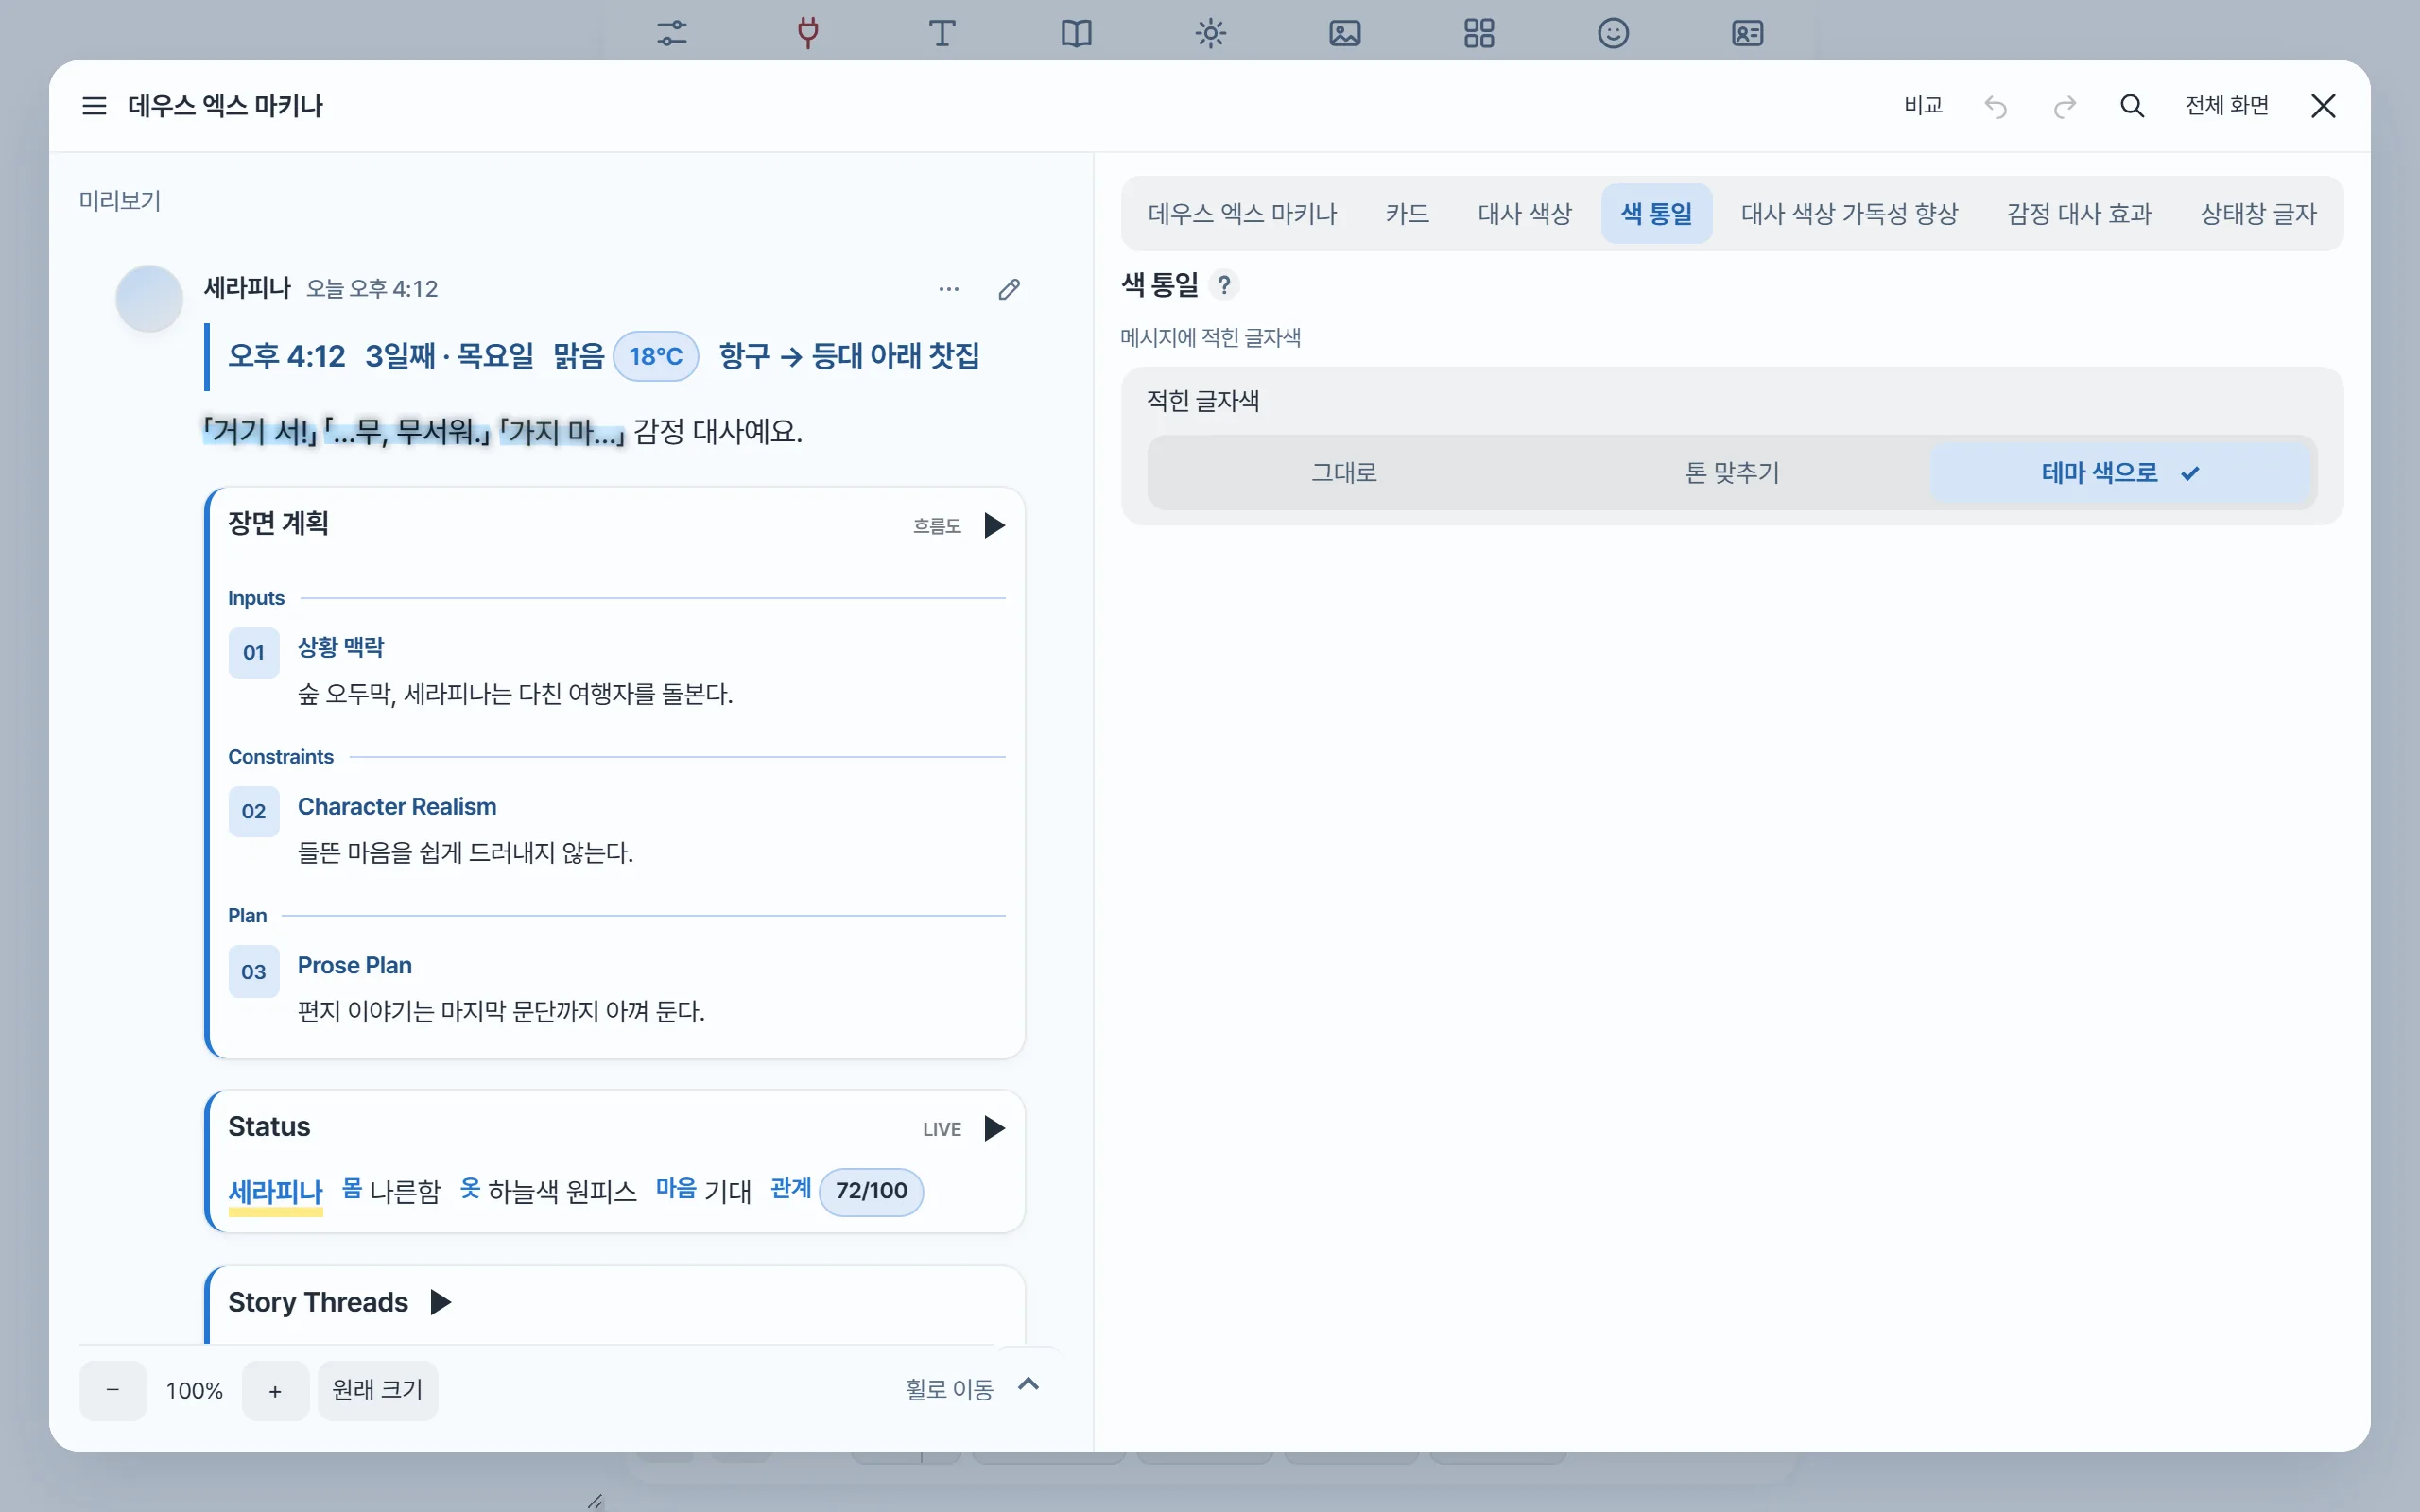 데우스 엑스 마키나
비교
전체 화면
미리보기
세라피나 오늘 오후 4:12
오후 4:12 3일째 · 목요일 맑음 18°C 항구 → 등대 아래 찻집
「거기 서!」 「...무, 무서워.」 「가지 마...」 감정 대사예요.
장면 계획
흐름도
Inputs
01 상황 맥락
숲 오두막, 세라피나는 다친 여행자를 돌본다.
Constraints
02 Character Realism
들뜬 마음을 쉽게 드러내지 않는다.
Plan
03 Prose Plan
편지 이야기는 마지막 문단까지 아껴 둔다.
Status
LIVE
세라피나 몸 나른함 옷 하늘색 원피스 마음 기대 관계 72/100
Story Threads
− 100% + 원래 크기
휠로 이동
데우스 엑스 마키나 카드 대사 색상 색 통일 대사 색상 가독성 향상 감정 대사 효과 상태창 글자
색 통일 ?
메시지에 적힌 글자색
적힌 글자색
그대로 톤 맞추기 테마 색으로